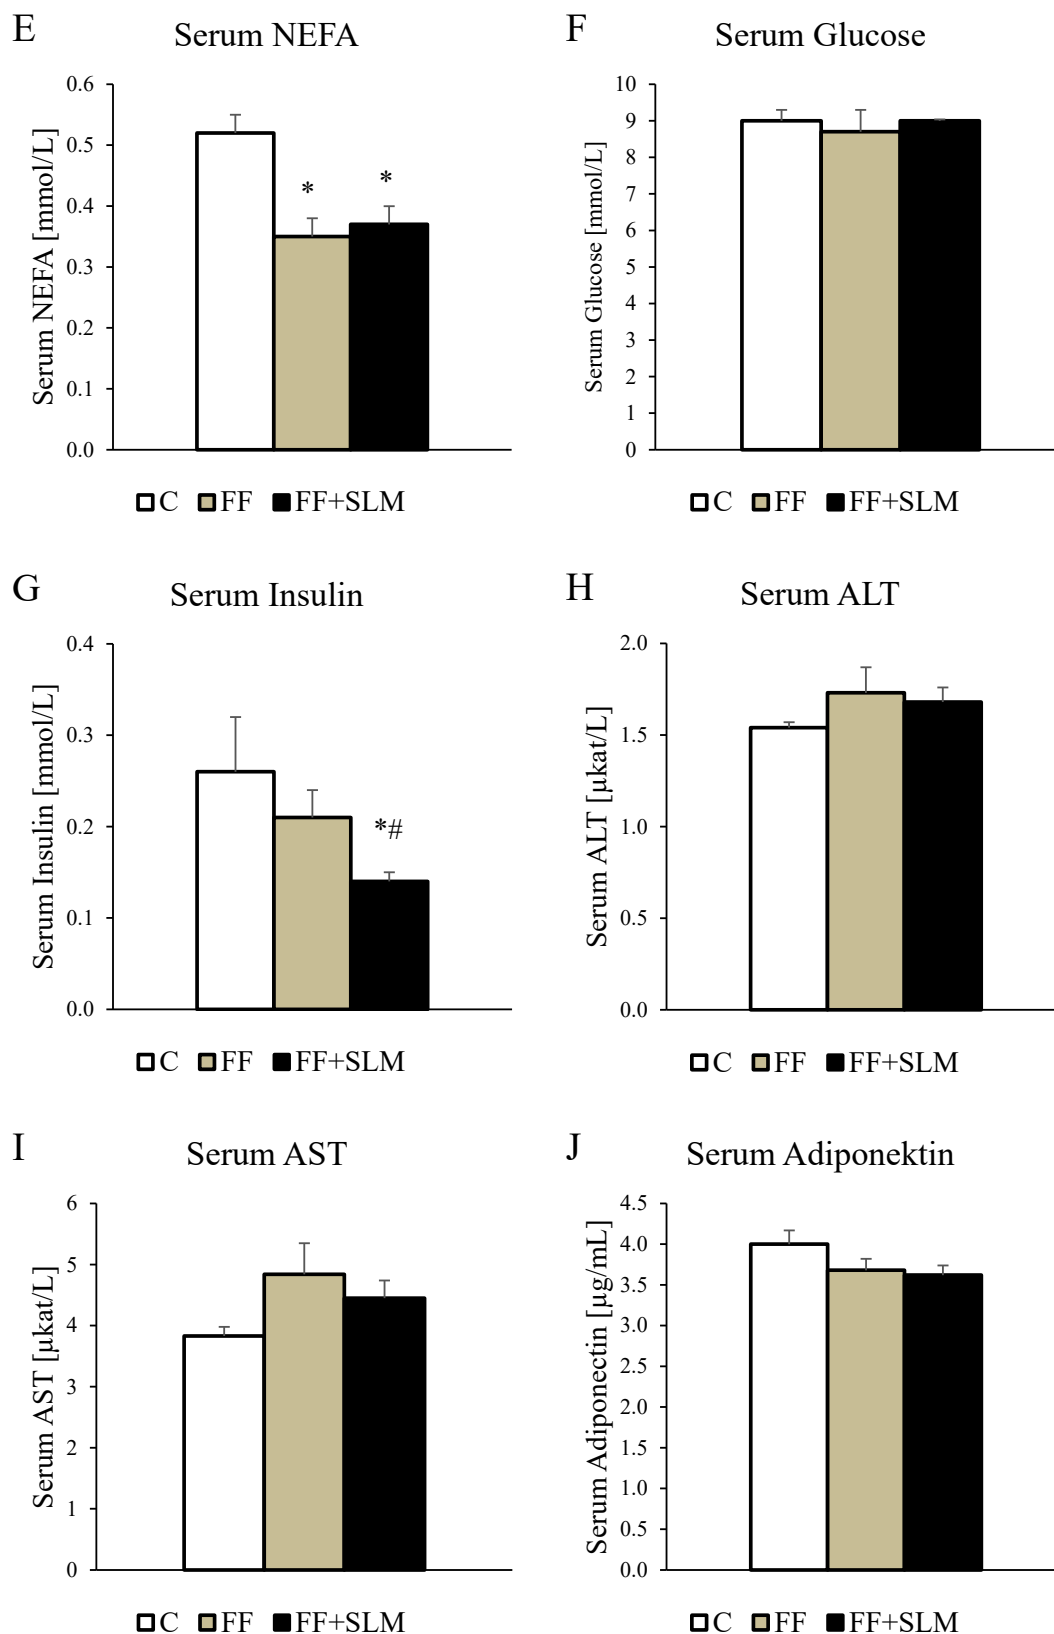 E
Serum NEFA
Serum NEFA [mmol/L]
0.6
0.5
0.4
0.3
0.2
0.1
0.0
*
*
C FF FF+SLM
F
Serum Glucose
Serum Glucose [mmol/L]
10
9
8
7
6
5
4
3
2
1
0
C FF FF+SLM
G
Serum Insulin
Serum Insulin [mmol/L]
0.4
0.3
0.2
0.1
0.0
*#
C FF FF+SLM
H
Serum ALT
Serum ALT [µkat/L]
2.0
1.5
1.0
0.5
0.0
C FF FF+SLM
I
Serum AST
Serum AST [µkat/L]
6
5
4
3
2
1
0
C FF FF+SLM
J
Serum Adiponektin
Serum Adiponectin [µg/mL]
4.5
4.0
3.5
3.0
2.5
2.0
1.5
1.0
0.5
0.0
C FF FF+SLM